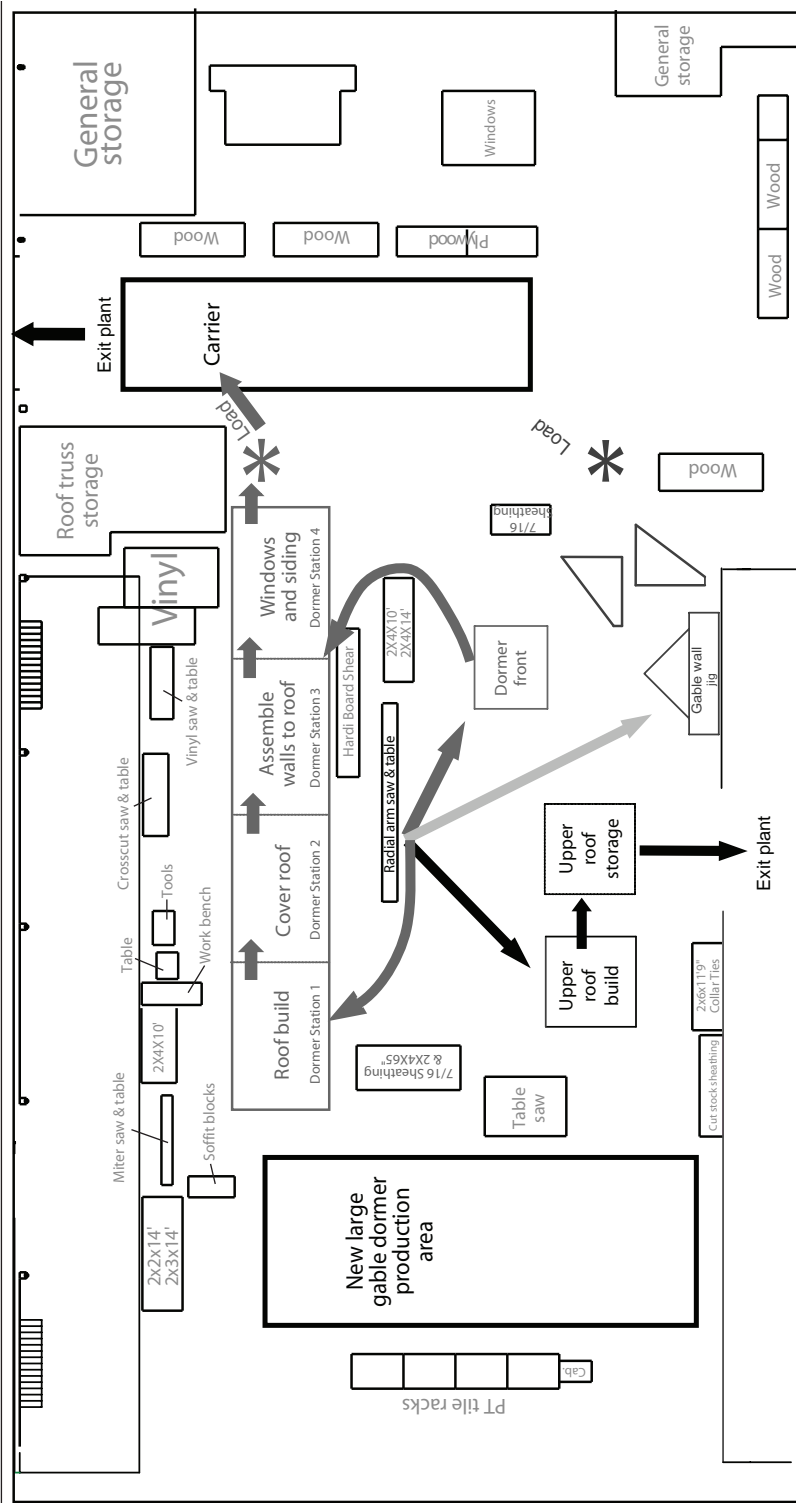 General
storage
General
storage
Windows
Wood
Wood
Plywood
Wood
Wood
Exit plant
Carrier
Load
Load
Roof truss
storage
Wood
7/16
Sheathing
Vinyl
Vinyl saw & table
Crosscut saw & table
Tools
Table
Work bench
2X4X10'
Miter saw & table
Soffit blocks
2x2x14'
2x3x14'
Roof build
Dormer Station 1
Cover roof
Dormer Station 2
Assemble
walls to roof
Dormer Station 3
Windows
and siding
Dormer Station 4
Hardi Board Shear
2X4X10'
2X4X14'
Radial arm saw & table
Dormer
front
Gable wall
jig
Upper
roof
storage
Upper
roof
build
Exit plant
7/16 Sheathing
& 2X4X65"
Table
saw
2x6x11'9"
Collar Ties
Cut stock sheathing
New large
gable dormer
production
area
PT tile racks
Cab.